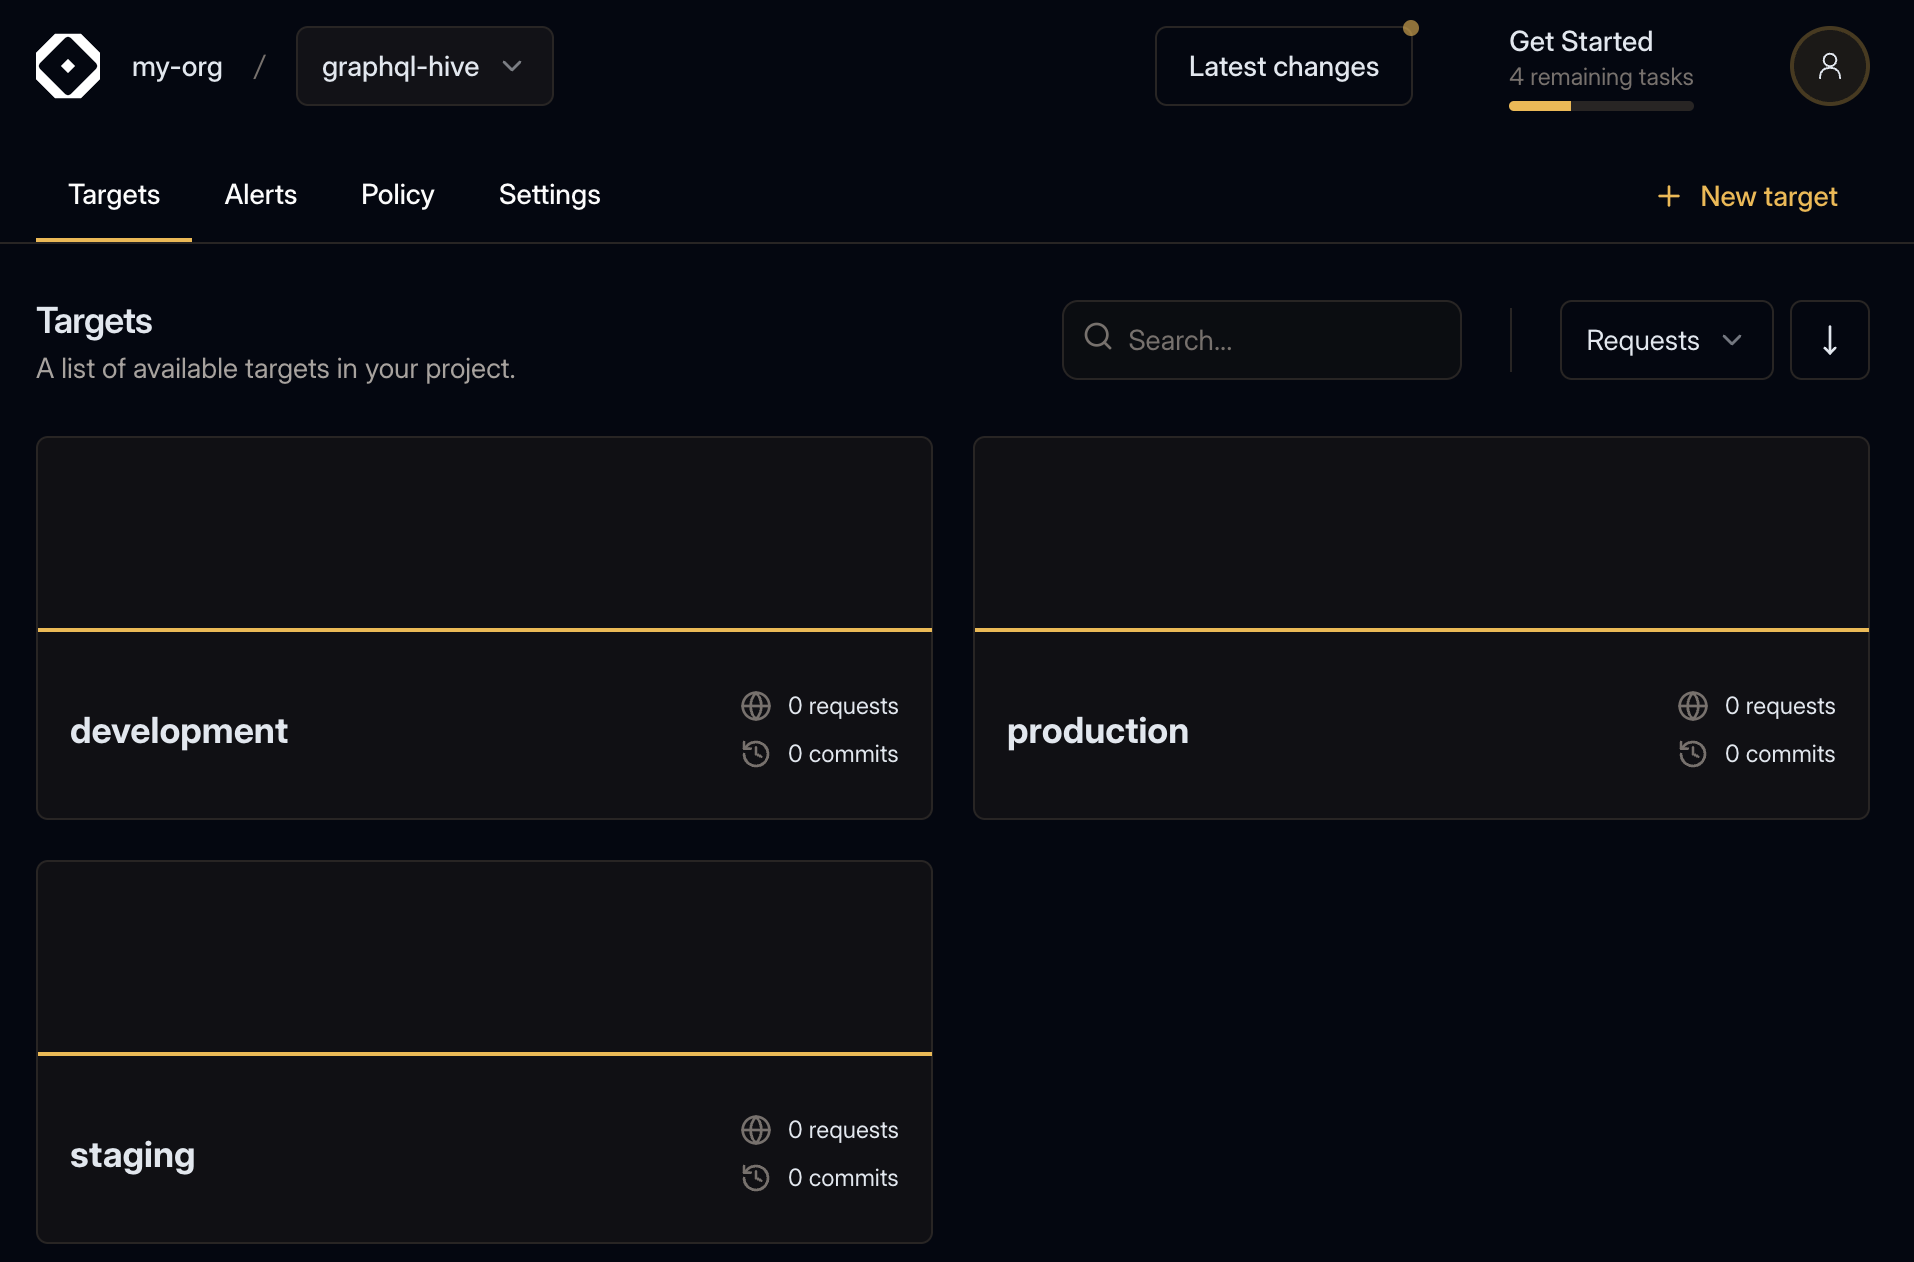 my-org / graphql-hive
Latest changes
Get Started
4 remaining tasks
Targets
Alerts
Policy
Settings
+ New target
Targets
A list of available targets in your project.
Search...
Requests
development
0 requests
0 commits
production
0 requests
0 commits
staging
0 requests
0 commits